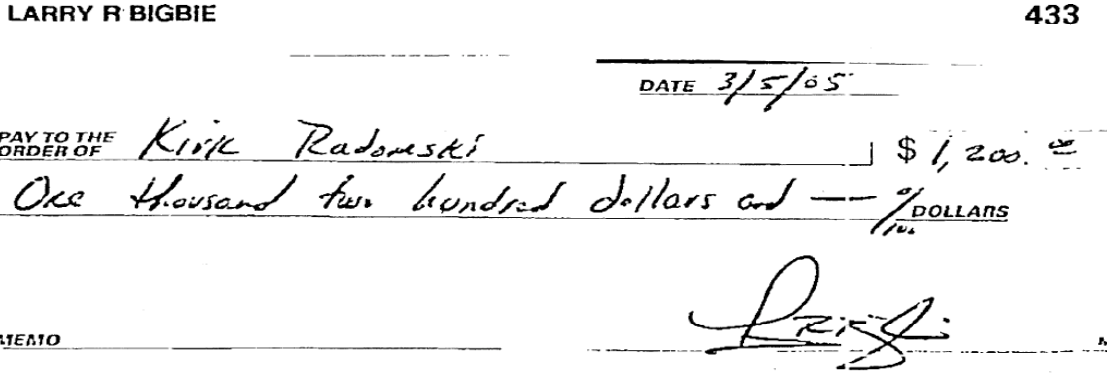 LARRY R BIGBIE 433
DATE 3/5/05
PAY TO THE ORDER OF Kirk Radomski $ 1,200. 00
One thousand two hundred dollars and — 0/100 DOLLARS
MEMO